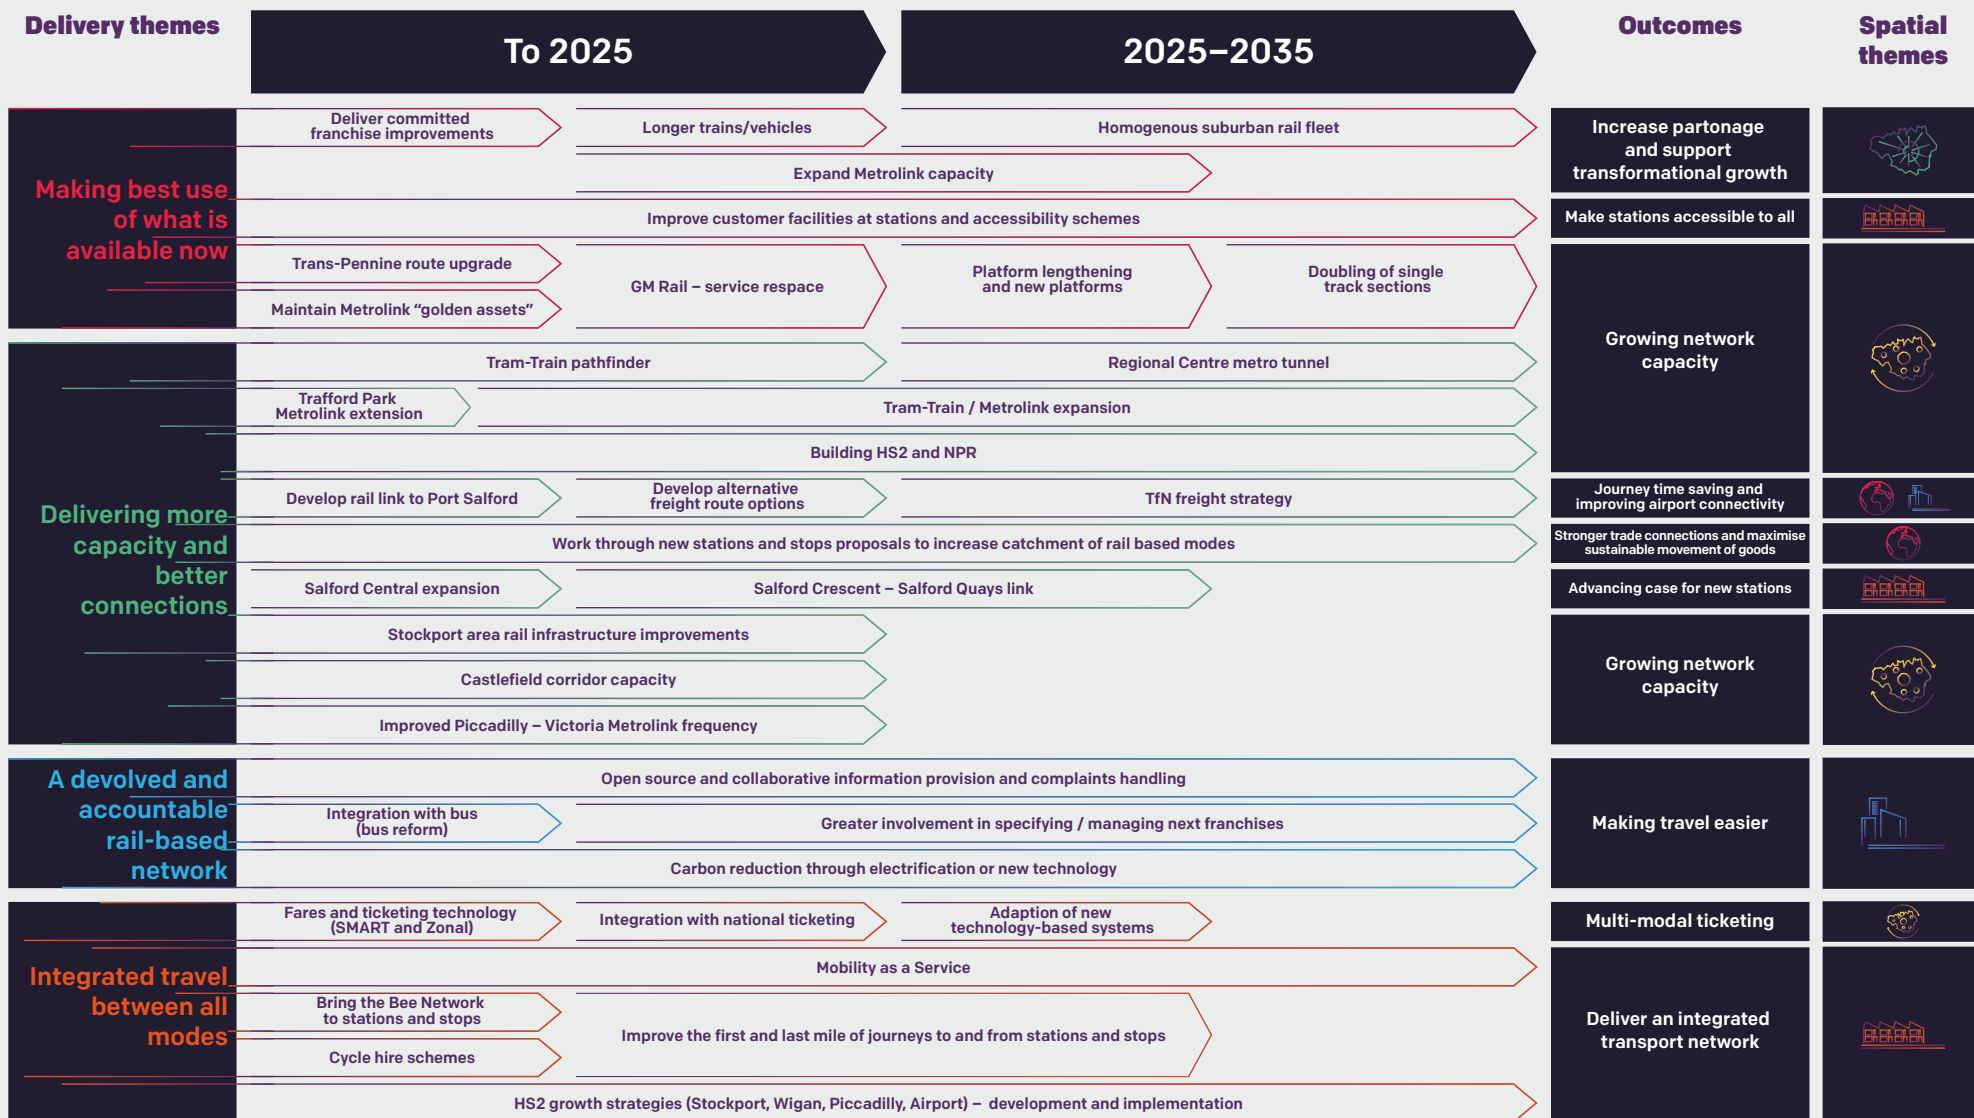 Delivery themes
To 2025
2025–2035
Outcomes
Spatial
themes
Making best use
of what is
available now
Deliver committed
franchise improvements
Longer trains/vehicles
Homogenous suburban rail fleet
Expand Metrolink capacity
Increase partonage
and support
transformational growth
Improve customer facilities at stations and accessibility schemes
Make stations accessible to all
Trans-Pennine route upgrade
Maintain Metrolink “golden assets”
GM Rail – service respace
Platform lengthening
and new platforms
Doubling of single
track sections
Growing network
capacity
Delivering more
capacity and
better
connections
Tram-Train pathfinder
Regional Centre metro tunnel
Trafford Park
Metrolink extension
Tram-Train / Metrolink expansion
Building HS2 and NPR
Develop rail link to Port Salford
Develop alternative
freight route options
TfN freight strategy
Journey time saving and
improving airport connectivity
Work through new stations and stops proposals to increase catchment of rail based modes
Stronger trade connections and maximise
sustainable movement of goods
Salford Central expansion
Salford Crescent – Salford Quays link
Advancing case for new stations
Stockport area rail infrastructure improvements
Castlefield corridor capacity
Improved Piccadilly – Victoria Metrolink frequency
Growing network
capacity
A devolved and
accountable
rail-based
network
Open source and collaborative information provision and complaints handling
Integration with bus
(bus reform)
Greater involvement in specifying / managing next franchises
Carbon reduction through electrification or new technology
Making travel easier
Integrated travel
between all
modes
Fares and ticketing technology
(SMART and Zonal)
Integration with national ticketing
Adaption of new
technology-based systems
Multi-modal ticketing
Mobility as a Service
Bring the Bee Network
to stations and stops
Cycle hire schemes
Improve the first and last mile of journeys to and from stations and stops
HS2 growth strategies (Stockport, Wigan, Piccadilly, Airport) – development and implementation
Deliver an integrated
transport network